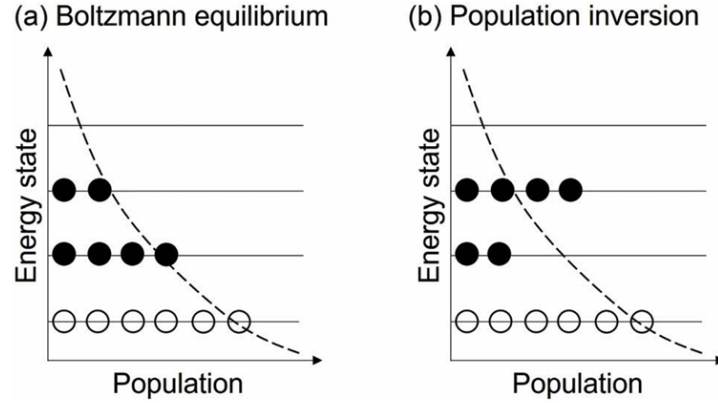 (a) Boltzmann equilibrium
(b) Population inversion
Energy state
Population
Energy state
Population